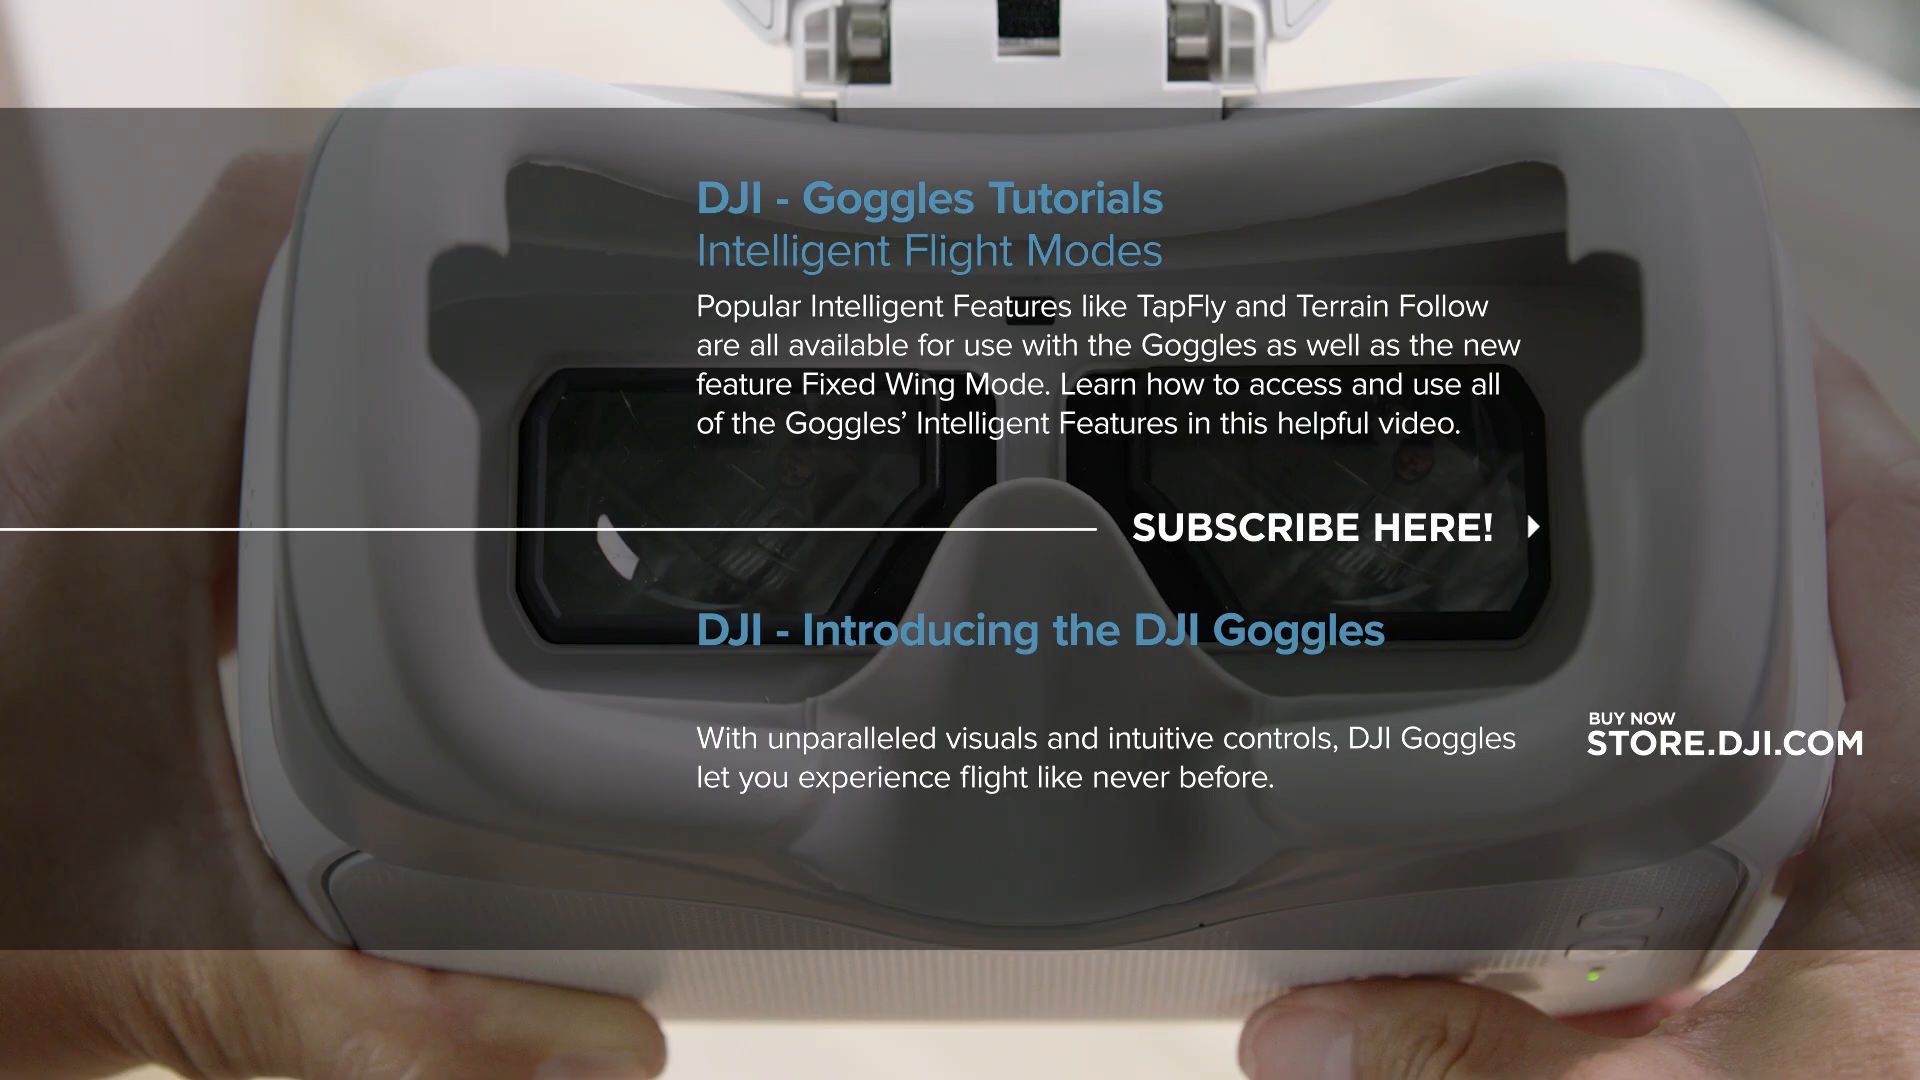 DJI - Goggles Tutorials
Intelligent Flight Modes
Popular Intelligent Features like TapFly and Terrain Follow
are all available for use with the Goggles as well as the new
feature Fixed Wing Mode. Learn how to access and use all
of the Goggles’ Intelligent Features in this helpful video.
SUBSCRIBE HERE!
DJI - Introducing the DJI Goggles
With unparalleled visuals and intuitive controls, DJI Goggles
let you experience flight like never before.
BUY NOW
STORE.DJI.COM